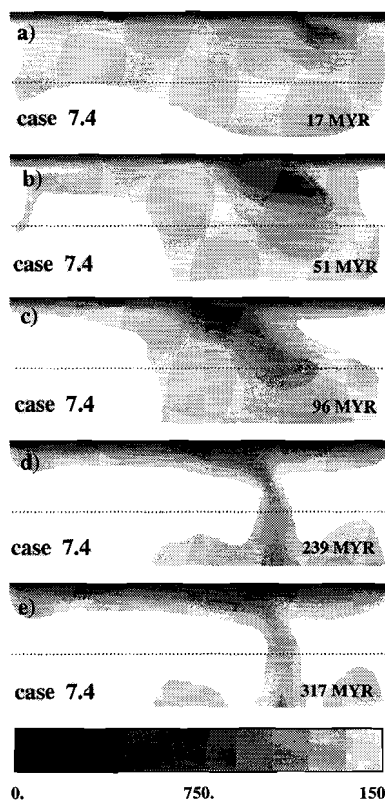 a)
case 7.4
17 MYR
b)
case 7.4
51 MYR
c)
case 7.4
96 MYR
d)
case 7.4
239 MYR
e)
case 7.4
317 MYR
0. 750. 150